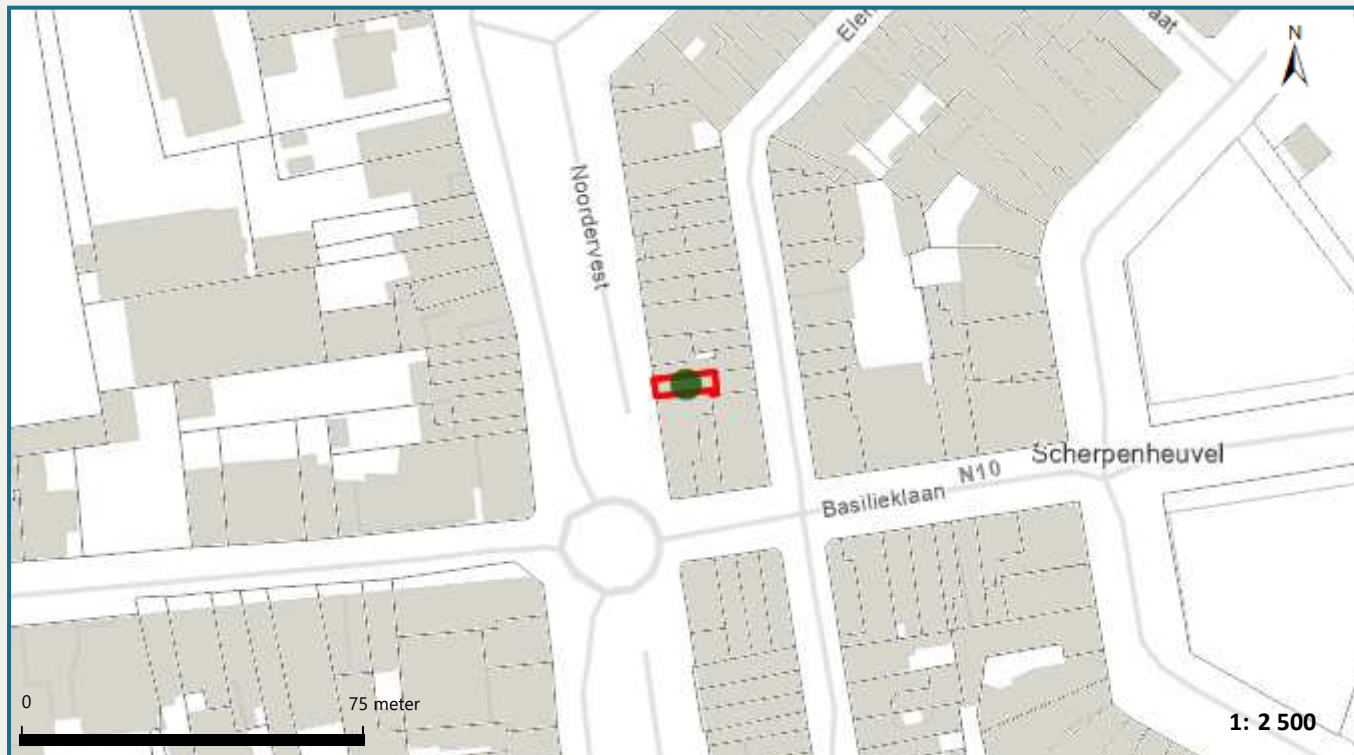 N
Noordervest
Scherpenheuvel
N10
Basilieklaan
0
75 meter
1: 2 500